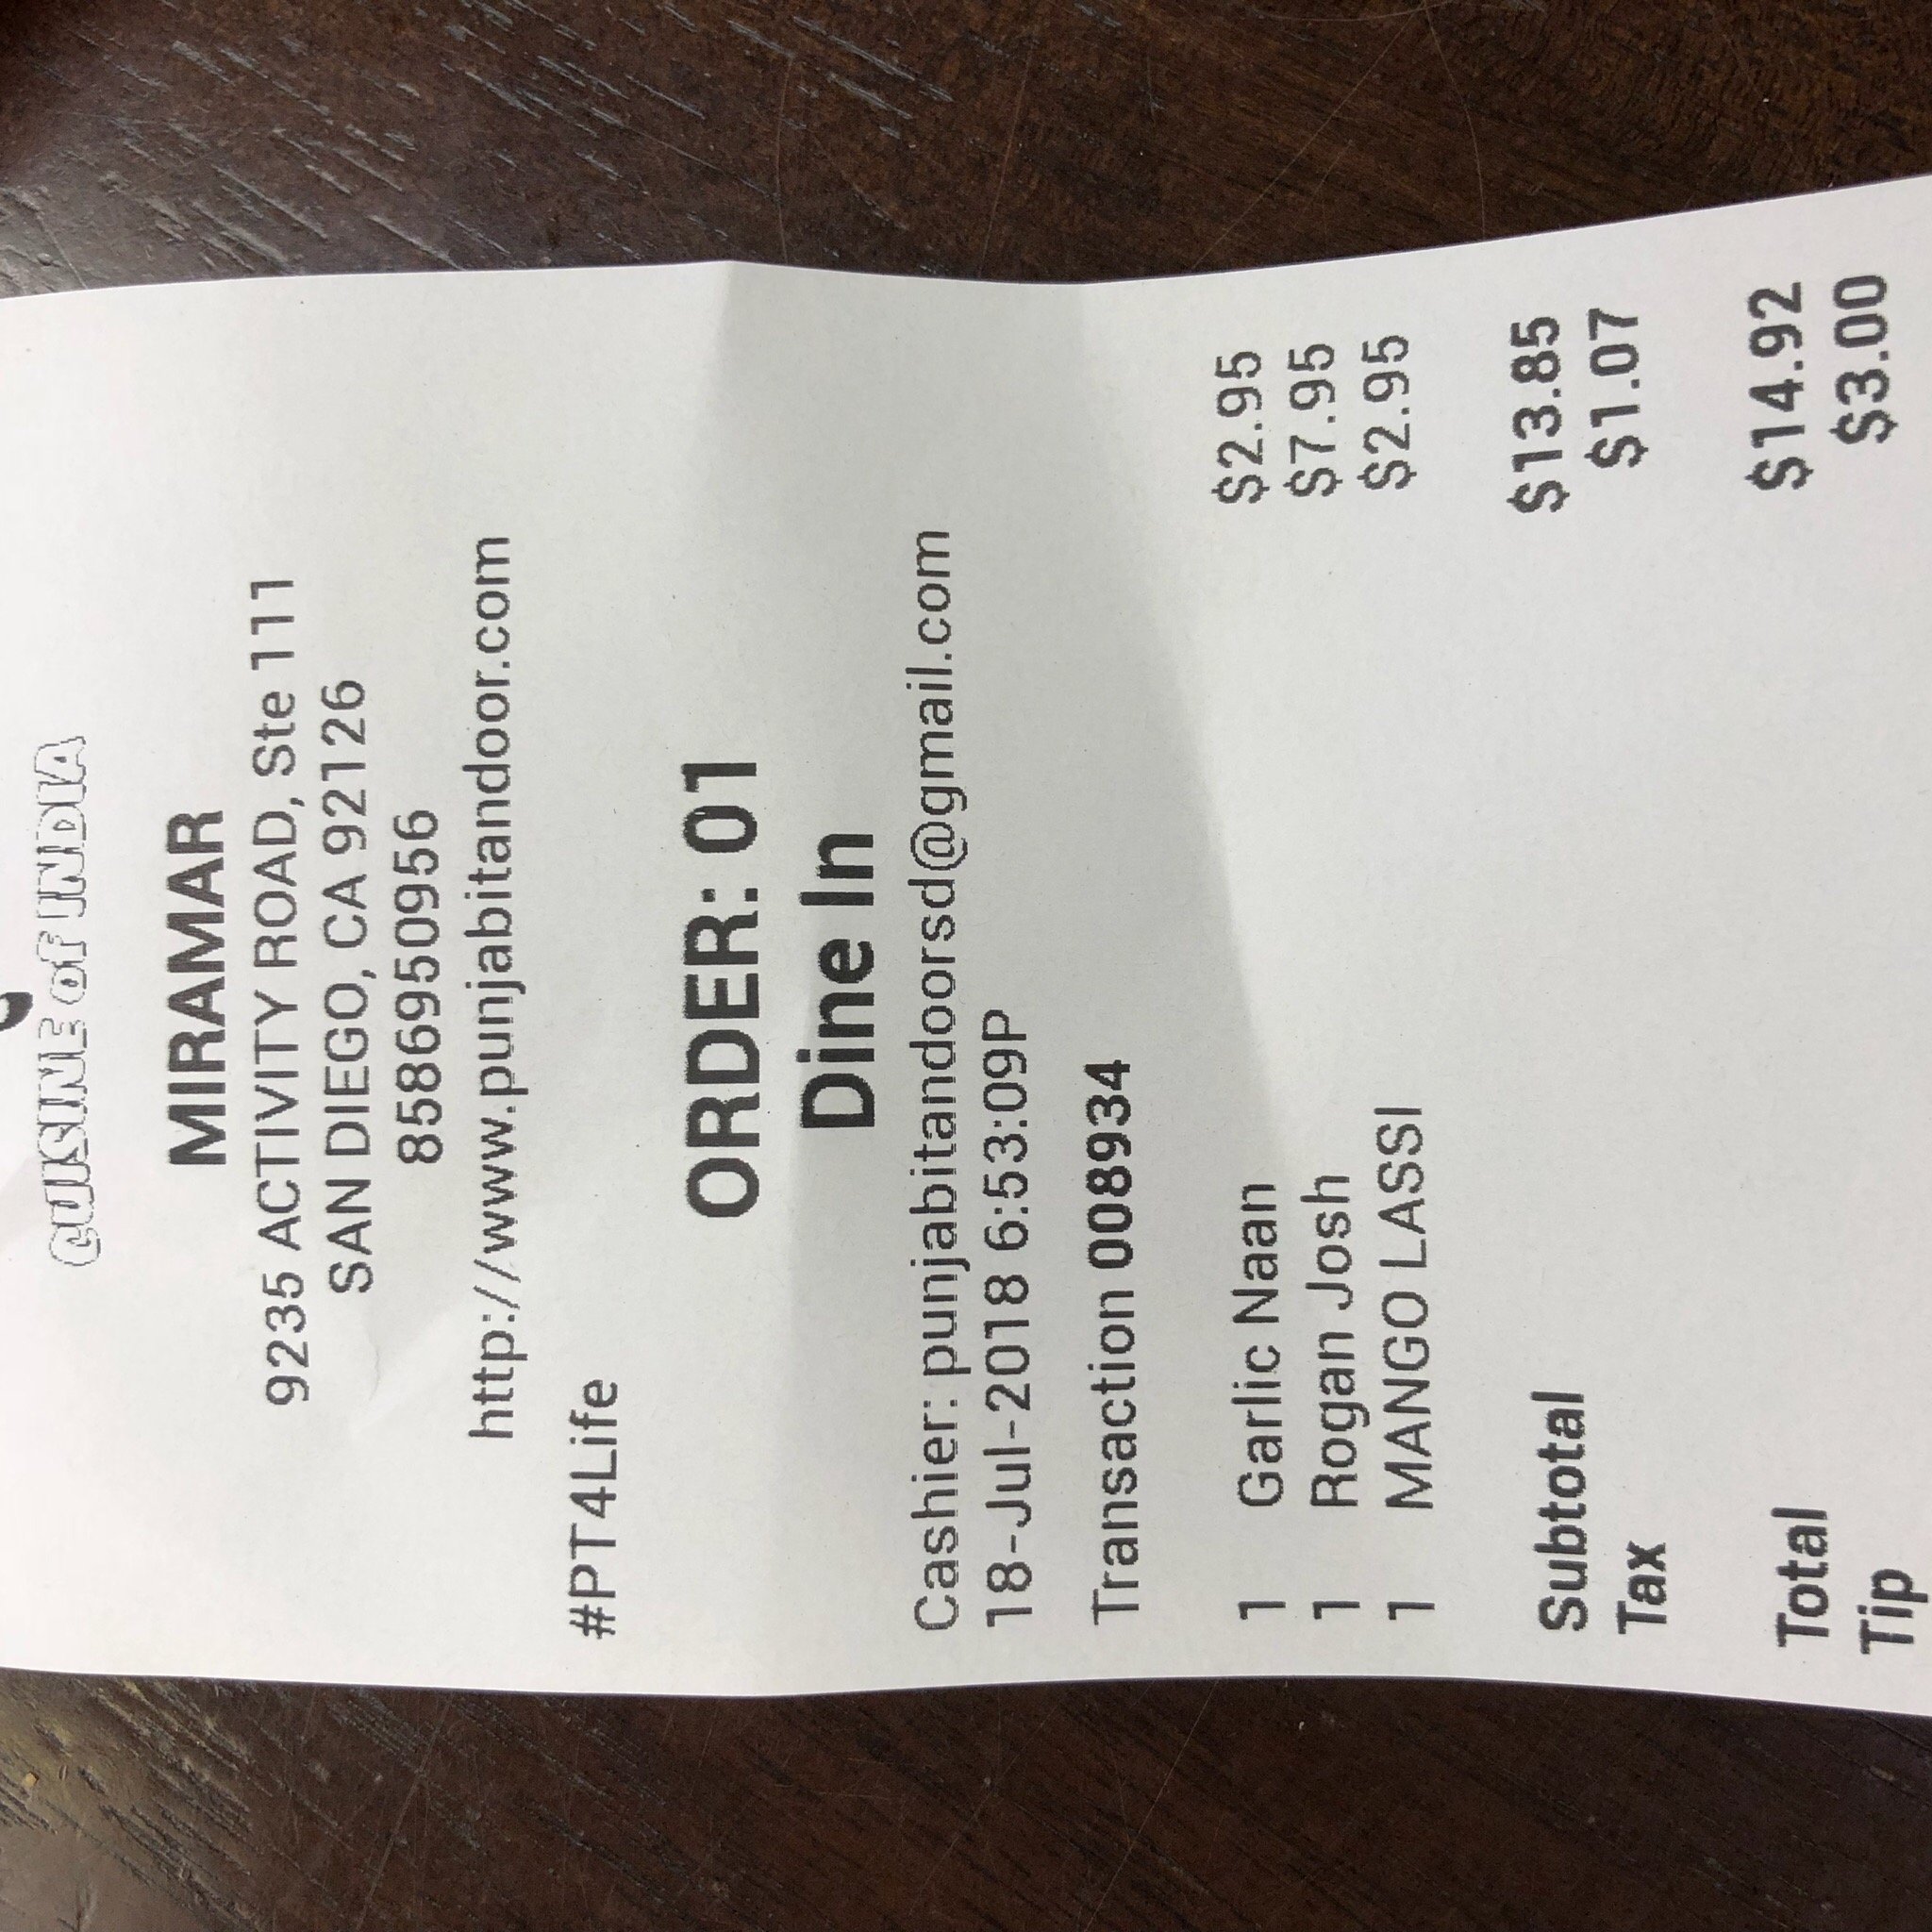 CUISINE of INDIA
MIRAMAR
9235 ACTIVITY ROAD, Ste 111
SAN DIEGO, CA 92126
8586950956
http://www.punjabitandoor.com
#PT4Life
ORDER: 01
Dine In
Cashier: punjabitandoorsd@gmail.com
18-Jul-2018 6:53:09P
Transaction 008934
1 Garlic Naan $2.95
1 Rogan Josh $7.95
1 MANGO LASSI $2.95
Subtotal $13.85
Tax $1.07
Total $14.92
Tip $3.00